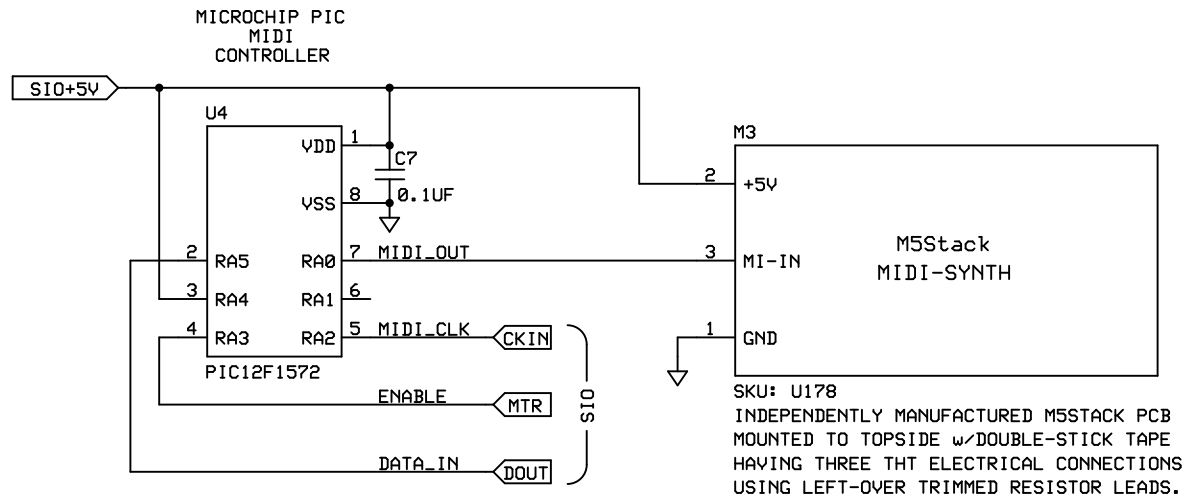 MICROCHIP PIC
MIDI
CONTROLLER
SIO+5V
U4
VDD 1
C7
0.1UF
VSS 8
2 RA5
RA0 7 MIDI_OUT
3 RA4
RA1 6
4 RA3
RA2 5 MIDI_CLK CKIN
PIC12F1572
ENABLE MTR
DATA_IN DOUT
SIO
M3
2 +5V
3 MI-IN
1 GND
M5Stack
MIDI-SYNTH
SKU: U178
INDEPENDENTLY MANUFACTURED M5STACK PCB
MOUNTED TO TOPSIDE w/DOUBLE-STICK TAPE
HAVING THREE THT ELECTRICAL CONNECTIONS
USING LEFT-OVER TRIMMED RESISTOR LEADS.